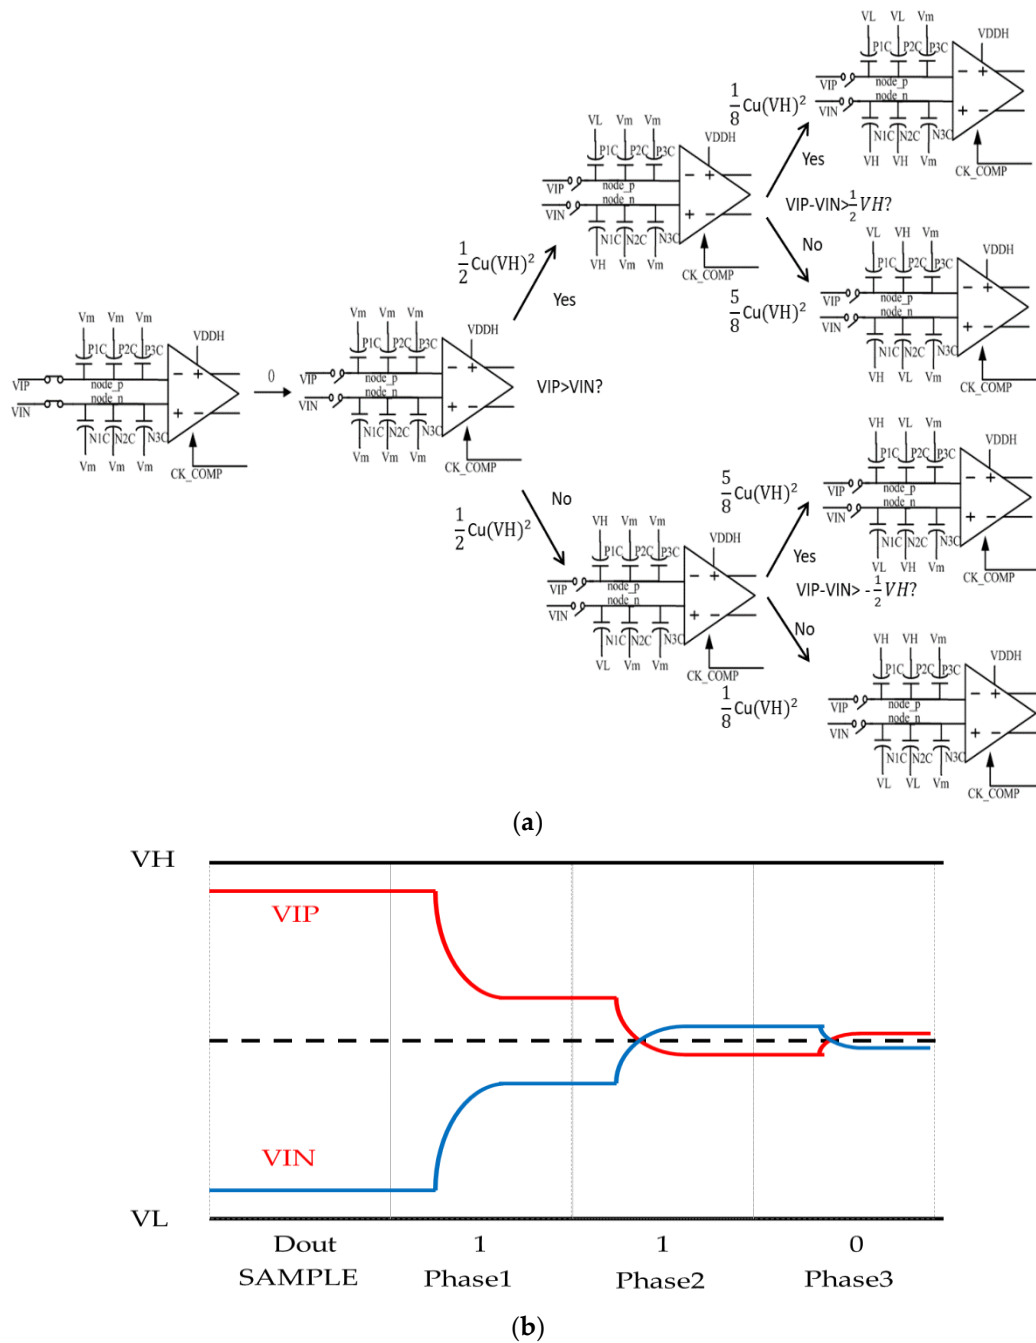 VL VL Vm
P1C P2C P3C
VDDH
VIP
node_p
node_n
VIN
N1C N2C N3C
VH VH Vm
CK_COMP
1/8 Cu(VH)²
Yes
VIP-VIN>1/2 VH?
No
5/8 Cu(VH)²
VL Vm Vm
P1C P2C P3C
VDDH
VIP
node_p
node_n
VIN
N1C N2C N3C
VH Vm Vm
CK_COMP
VL VH Vm
P1C P2C P3C
VDDH
VIP
node_p
node_n
VIN
N1C N2C N3C
VH VL Vm
CK_COMP
1/2 Cu(VH)²
Yes
Vm Vm Vm
P1C P2C P3C
VDDH
VIP
node_p
node_n
VIN
N1C N2C N3C
Vm Vm Vm
CK_COMP
0
Vm Vm Vm
P1C P2C P3C
VDDH
VIP
node_p
node_n
VIN
N1C N2C N3C
Vm Vm Vm
CK_COMP
VIP>VIN?
No
1/2 Cu(VH)²
VH VL Vm
P1C P2C P3C
VDDH
VIP
node_p
node_n
VIN
N1C N2C N3C
VL VH Vm
CK_COMP
5/8 Cu(VH)²
Yes
VIP-VIN> -1/2 VH?
No
1/8 Cu(VH)²
VH Vm Vm
P1C P2C P3C
VDDH
VIP
node_p
node_n
VIN
N1C N2C N3C
VL Vm Vm
CK_COMP
VH VH Vm
P1C P2C P3C
VDDH
VIP
node_p
node_n
VIN
N1C N2C N3C
VL VL Vm
CK_COMP
(a)
VH
VIP
VIN
VL
Dout 1 1 0
SAMPLE Phase1 Phase2 Phase3
(b)